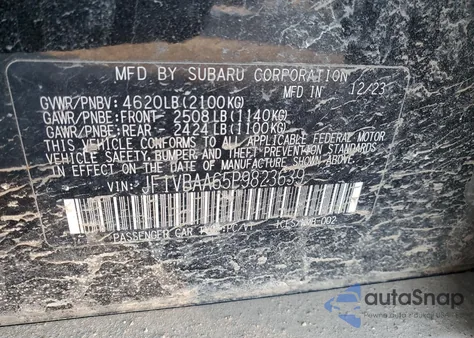 MFD BY SUBARU CORPORATION
MFD IN 12/23
GVWR/PNBV: 4620LB(2100KG)
GAWR/PNBE:FRONT- 2508LB(1140KG)
GAWR/PNBE:REAR - 2424LB(1100KG)
THIS VEHICLE CONFORMS TO ALL APPLICABLE FEDERAL MOTOR
VEHICLE SAFETY, BUMPER AND THEFT PREVENTION STANDARDS
IN EFFECT ON THE DATE OF MANUFACTURE SHOWN ABOVE.
VIN: JF1VBAA65P9823639
PASSENGER CAR
autoSnap